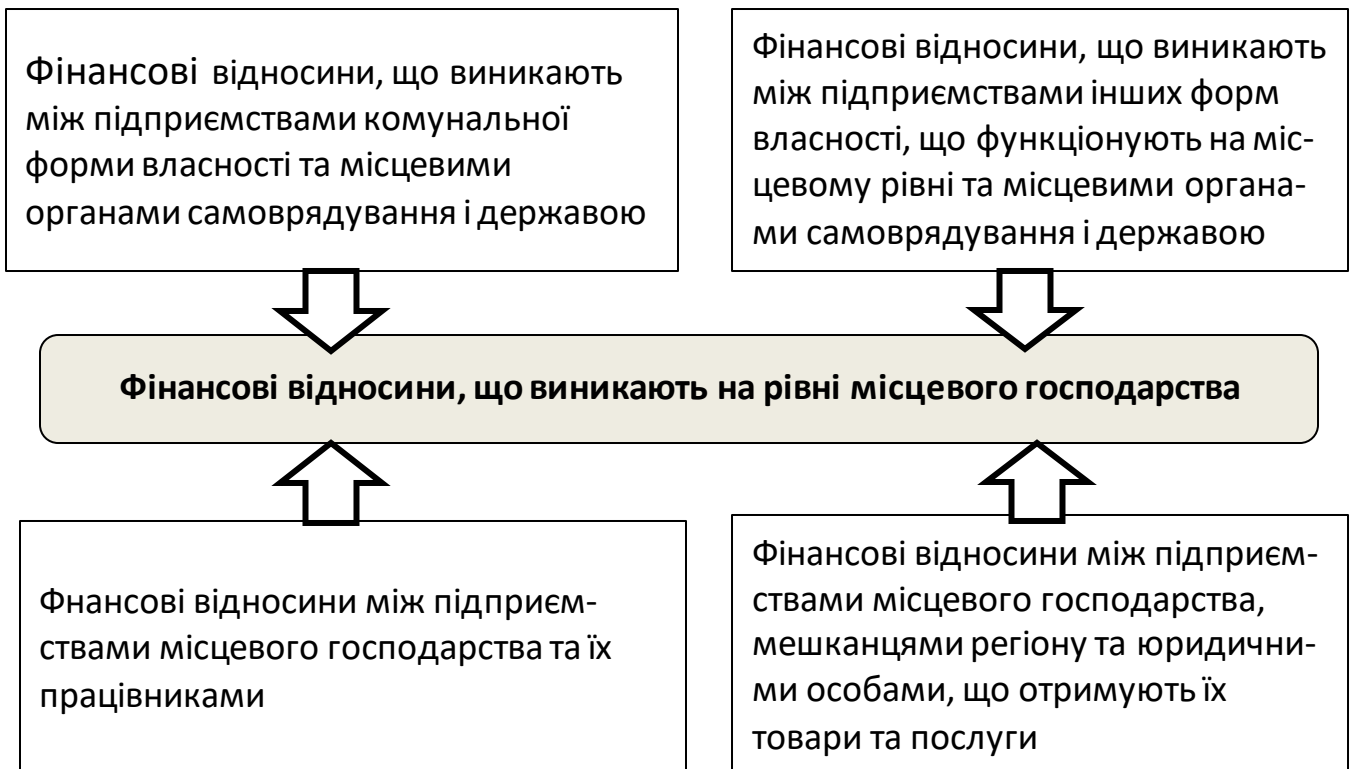 Фінансові відносини, що виникають
між підприємствами комунальної
форми власності та місцевими
органами самоврядування і державою
Фінансові відносини, що виникають
між підприємствами інших форм
власності, що функціонують на міс-
цевому рівні та місцевими органа-
ми самоврядування і державою
Фінансові відносини, що виникають на рівні місцевого господарства
Фнансові відносини між підприєм-
ствами місцевого господарства та їх
працівниками
Фінансові відносини між підприєм-
ствами місцевого господарства,
мешканцями регіону та юридични-
ми особами, що отримують їх
товари та послуги